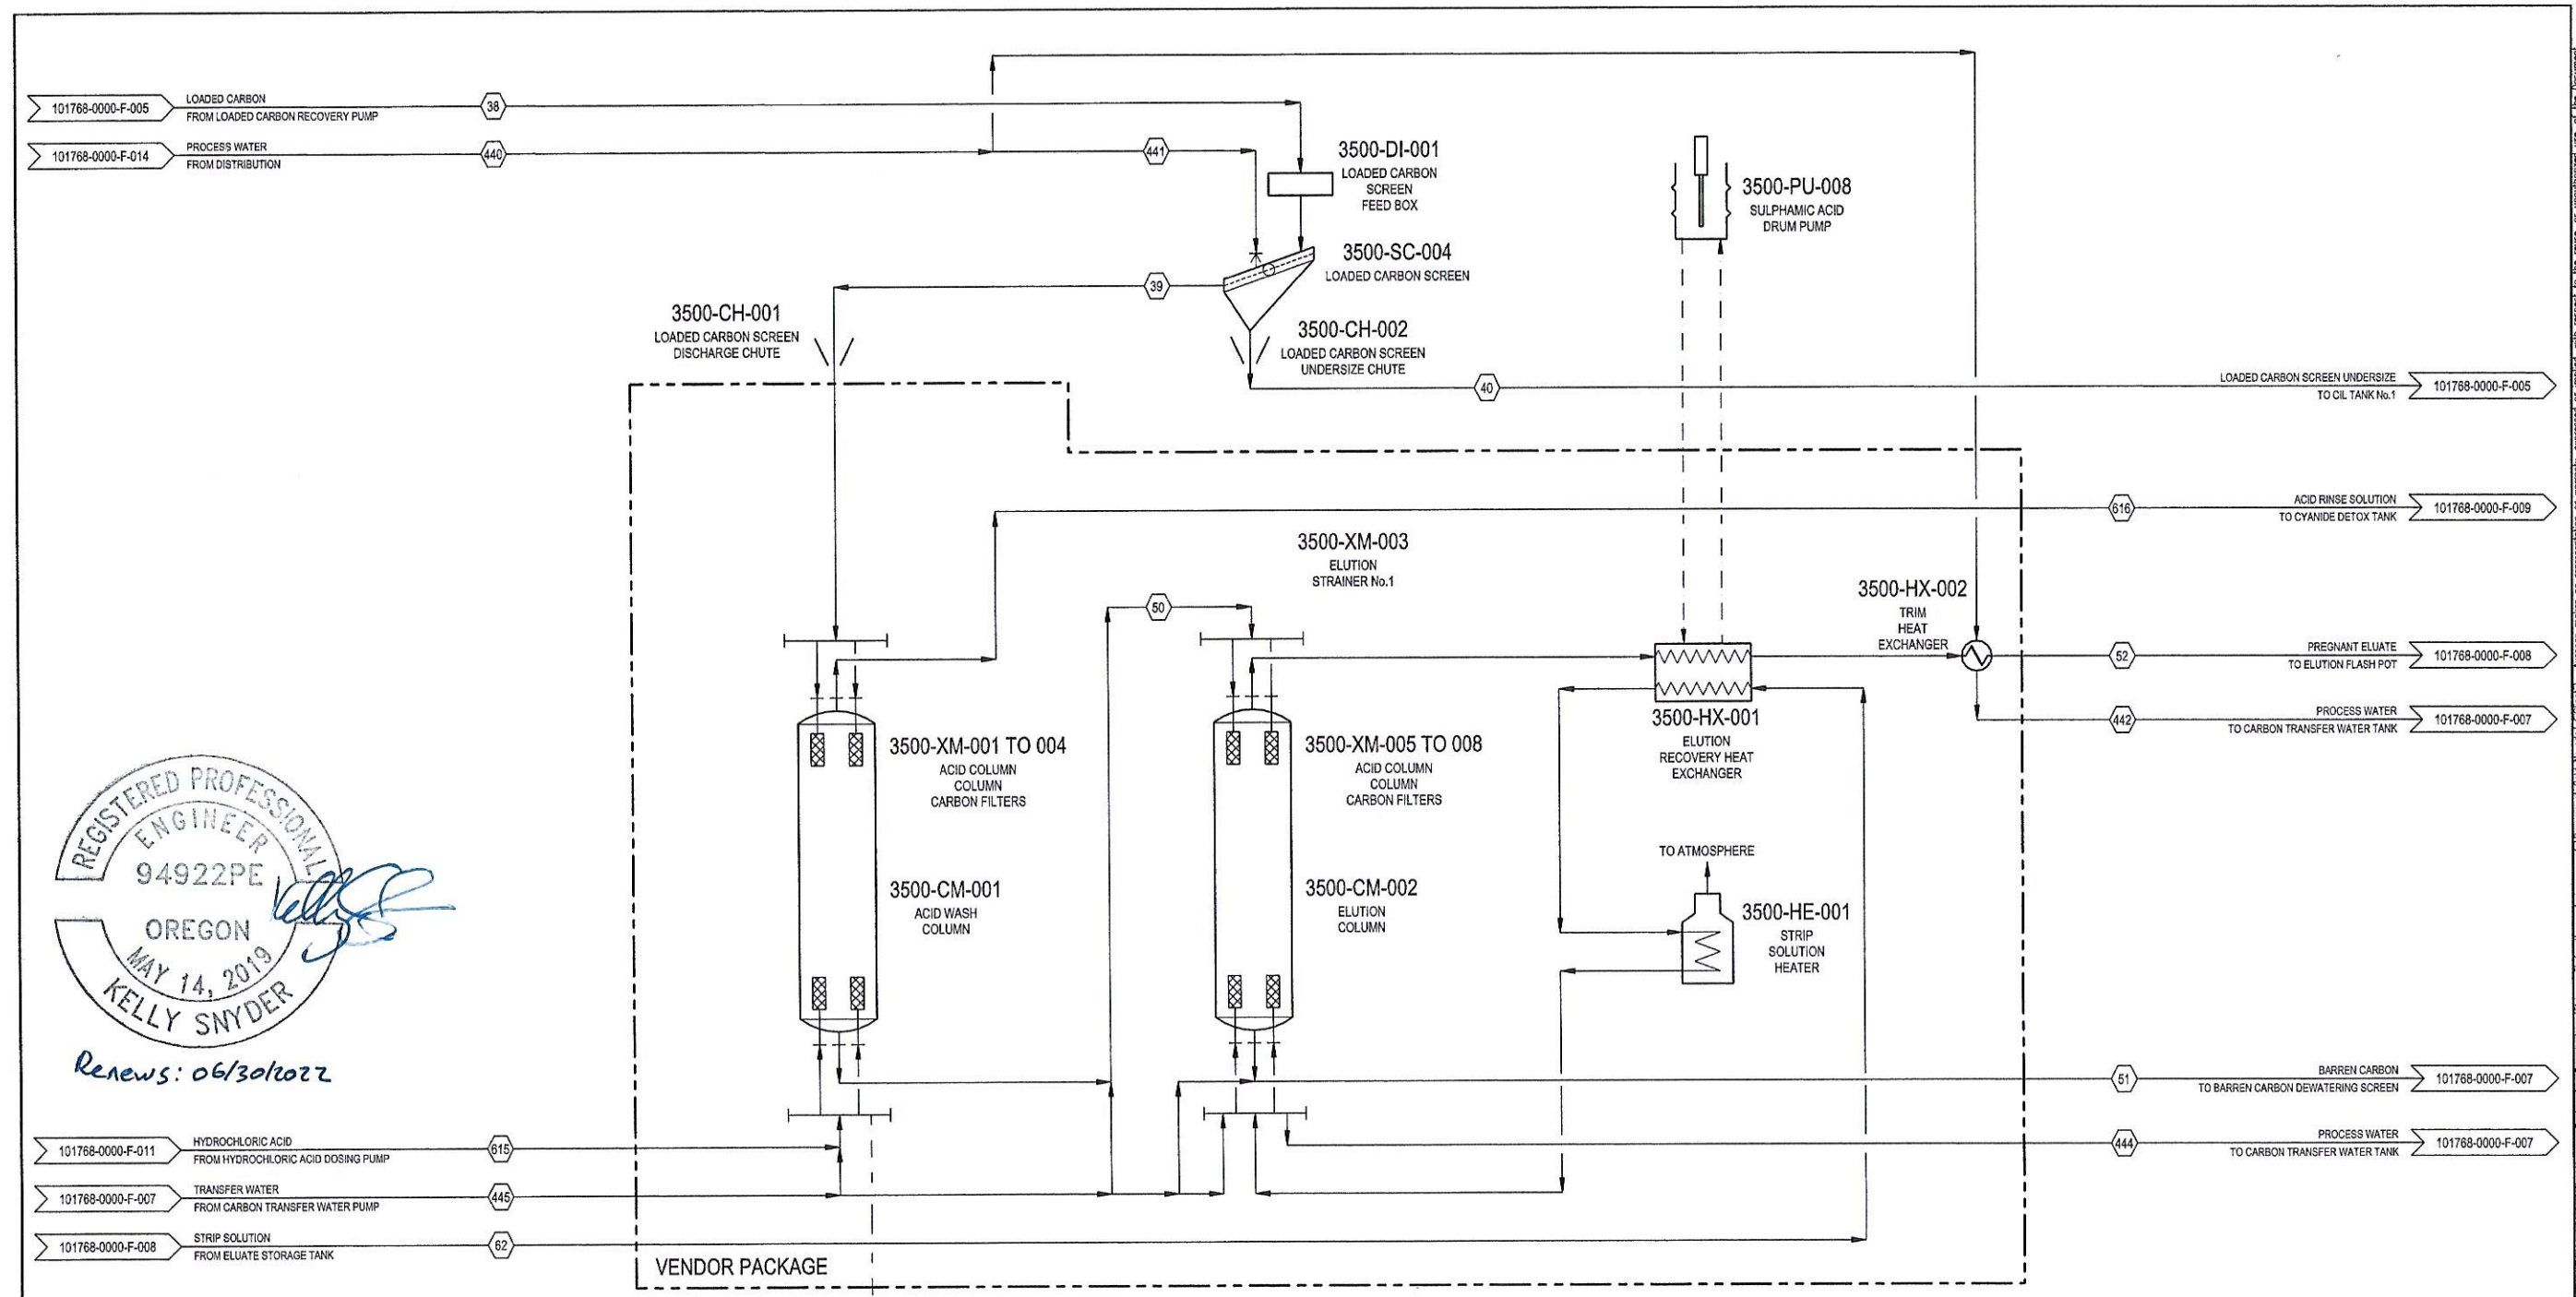 101768-0000-F-005
LOADED CARBON
FROM LOADED CARBON RECOVERY PUMP
38
101768-0000-F-014
PROCESS WATER
FROM DISTRIBUTION
440
441
3500-DI-001
LOADED CARBON
SCREEN
FEED BOX
3500-PU-008
SULPHAMIC ACID
DRUM PUMP
3500-SC-004
LOADED CARBON SCREEN
39
3500-CH-001
LOADED CARBON SCREEN
DISCHARGE CHUTE
3500-CH-002
LOADED CARBON SCREEN
UNDERSIZE CHUTE
40
LOADED CARBON SCREEN UNDERSIZE
TO CIL TANK No.1
101768-0000-F-005
616
ACID RINSE SOLUTION
TO CYANIDE DETOX TANK
101768-0000-F-009
3500-XM-003
ELUTION
STRAINER No.1
50
3500-HX-002
TRIM
HEAT
EXCHANGER
52
PREGNANT ELUATE
TO ELUTION FLASH POT
101768-0000-F-008
442
PROCESS WATER
TO CARBON TRANSFER WATER TANK
101768-0000-F-007
3500-HX-001
ELUTION
RECOVERY HEAT
EXCHANGER
3500-XM-001 TO 004
ACID COLUMN
COLUMN
CARBON FILTERS
3500-XM-005 TO 008
ACID COLUMN
COLUMN
CARBON FILTERS
TO ATMOSPHERE
3500-CM-001
ACID WASH
COLUMN
3500-CM-002
ELUTION
COLUMN
3500-HE-001
STRIP
SOLUTION
HEATER
REGISTERED PROFESSIONAL
ENGINEER
94922PE
OREGON
MAY 14, 2019
KELLY SNYDER
Renews: 06/30/2022
51
BARREN CARBON
TO BARREN CARBON DEWATERING SCREEN
101768-0000-F-007
444
PROCESS WATER
TO CARBON TRANSFER WATER TANK
101768-0000-F-007
101768-0000-F-011
HYDROCHLORIC ACID
FROM HYDROCHLORIC ACID DOSING PUMP
615
101768-0000-F-007
TRANSFER WATER
FROM CARBON TRANSFER WATER PUMP
445
101768-0000-F-008
STRIP SOLUTION
FROM ELUATE STORAGE TANK
62
VENDOR PACKAGE